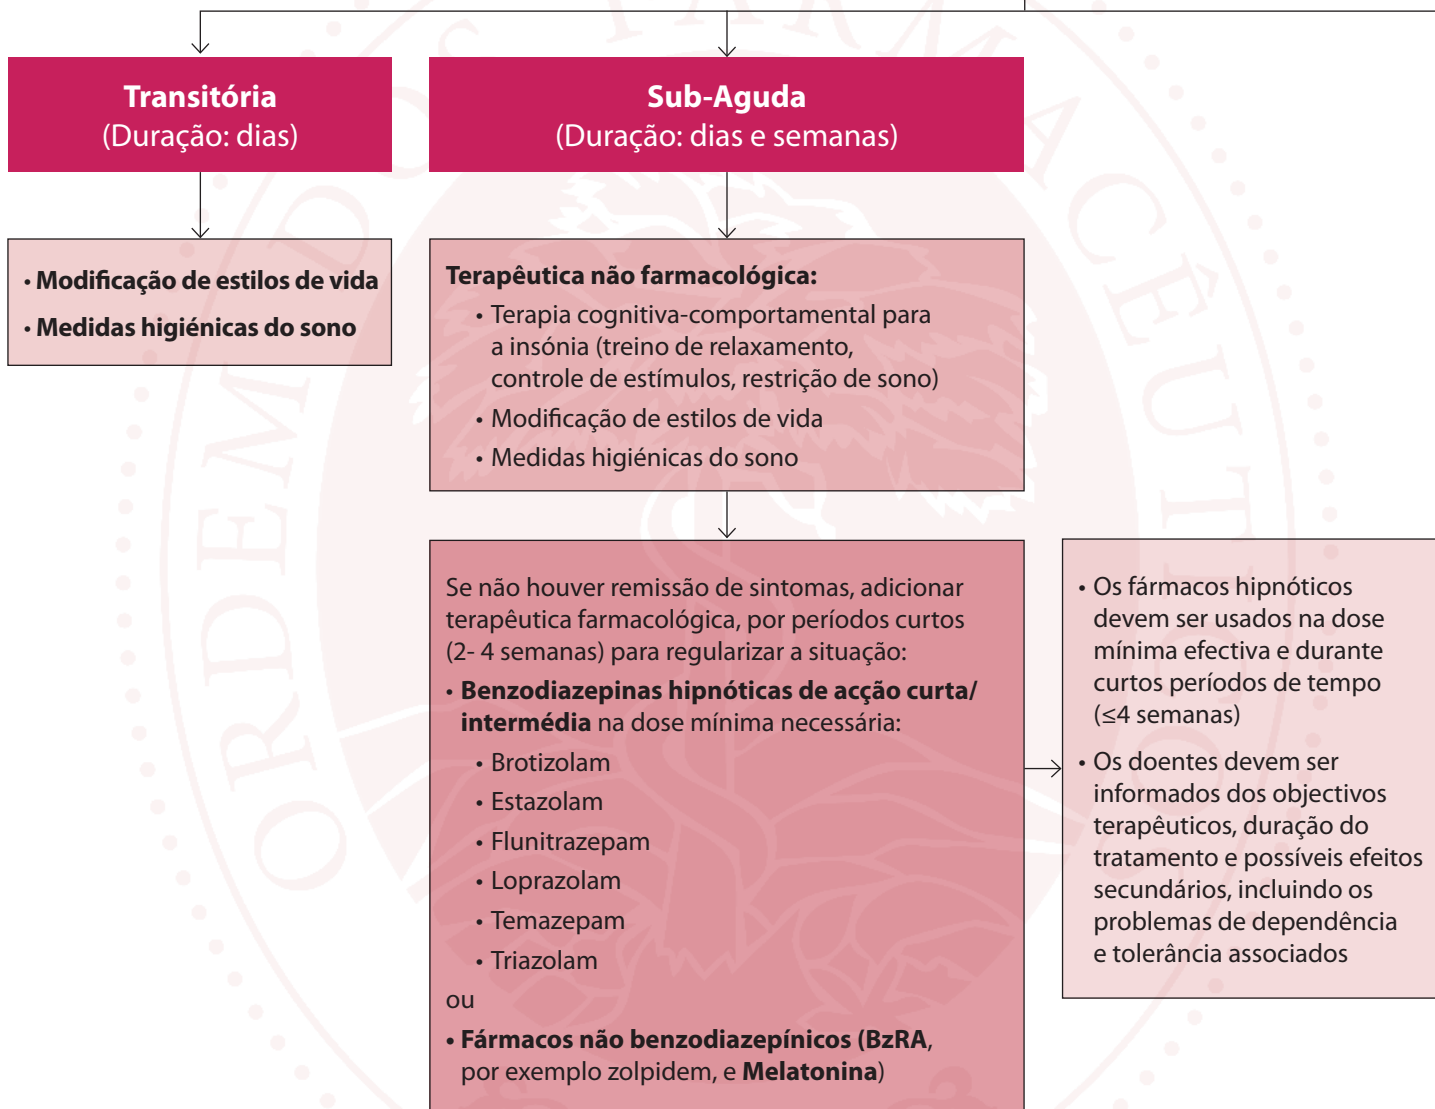 Transitória
(Duração: dias)
• Modificação de estilos de vida
• Medidas higiénicas do sono
Sub-Aguda
(Duração: dias e semanas)
Terapêutica não farmacológica:
• Terapia cognitiva-comportamental para
a insónia (treino de relaxamento,
controle de estímulos, restrição de sono)
• Modificação de estilos de vida
• Medidas higiénicas do sono
Se não houver remissão de sintomas, adicionar
terapêutica farmacológica, por períodos curtos
(2- 4 semanas) para regularizar a situação:
• Benzodiazepinas hipnóticas de acção curta/
intermédia na dose mínima necessária:
• Brotizolam
• Estazolam
• Flunitrazepam
• Loprazolam
• Temazepam
• Triazolam
ou
• Fármacos não benzodiazepínicos (BzRA,
por exemplo zolpidem, e Melatonina)
• Os fármacos hipnóticos
devem ser usados na dose
mínima efectiva e durante
curtos períodos de tempo
(≤4 semanas)
• Os doentes devem ser
informados dos objectivos
terapêuticos, duração do
tratamento e possíveis efeitos
secundários, incluindo os
problemas de dependência
e tolerância associados
ORDEM DOS FARMACÊUTICOS